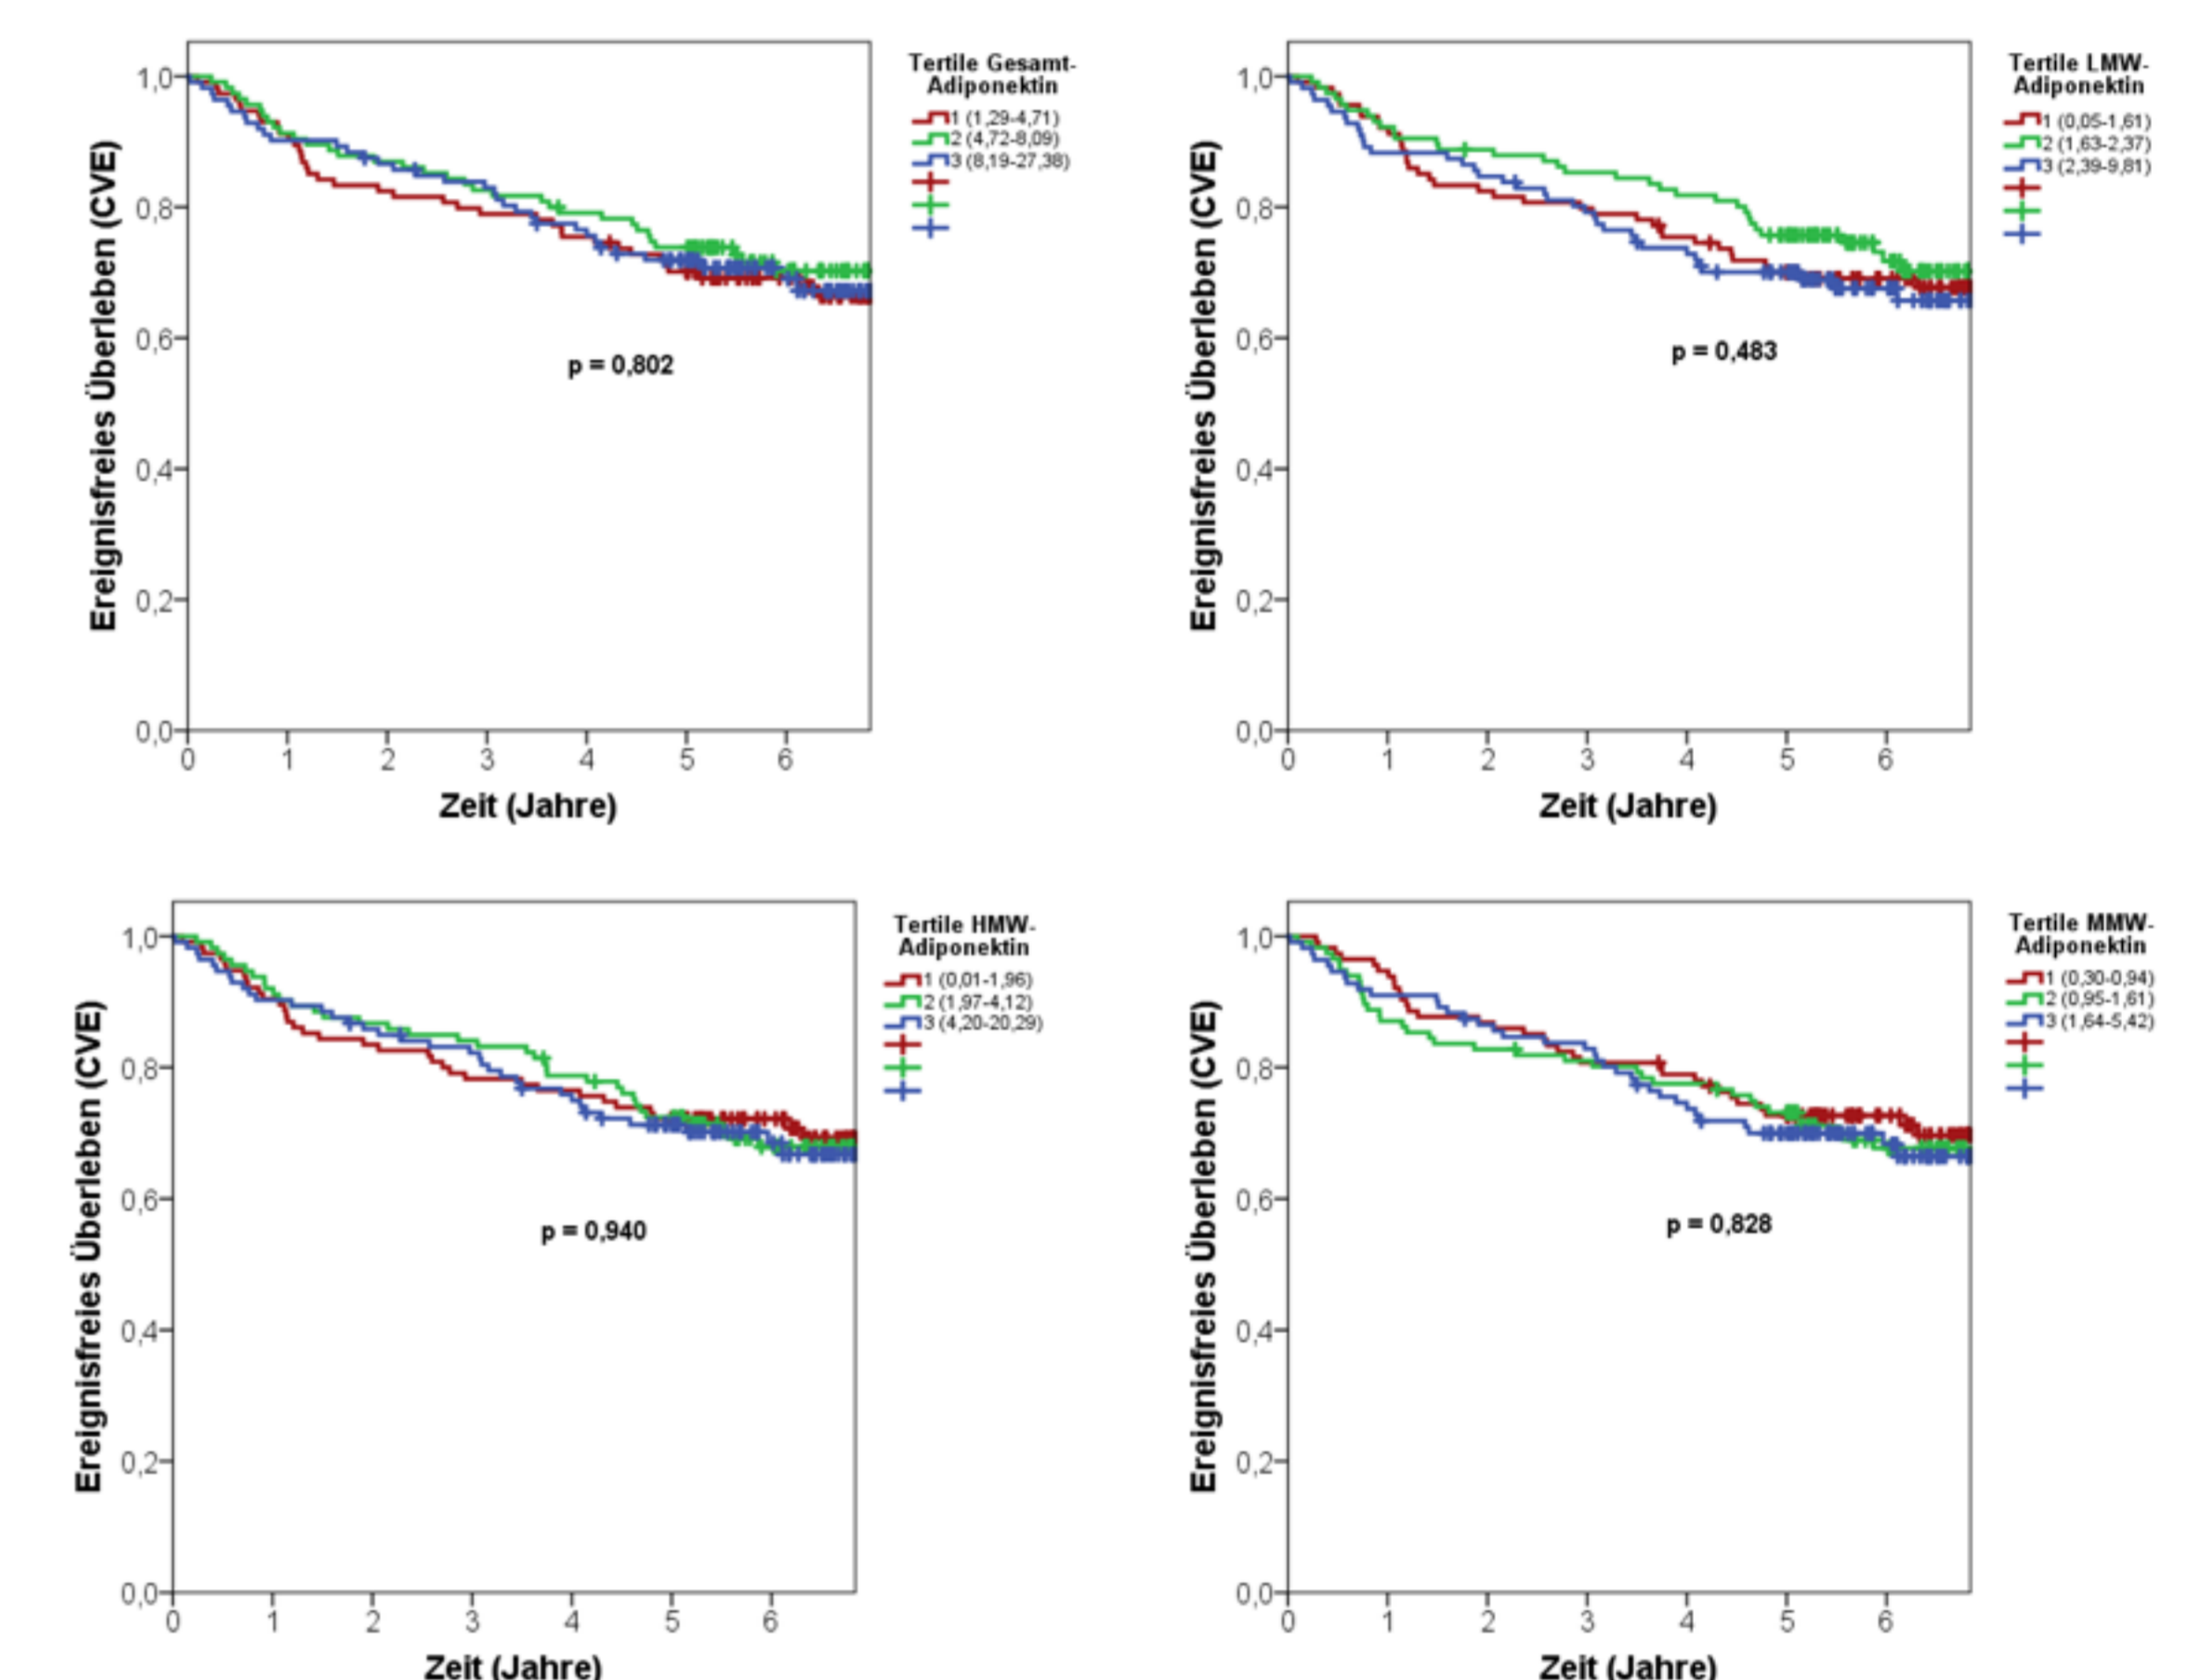 Tertile Gesamt-
Adiponektin
1 (1,29-4,71)
2 (4,72-8,09)
3 (8,19-27,38)
Ereignisfreies Überleben (CVE)
1,0
0,8
0,6
0,4
0,2
0,0
p = 0,802
0 1 2 3 4 5 6
Zeit (Jahre)
Tertile LMW-
Adiponektin
1 (0,05-1,61)
2 (1,63-2,37)
3 (2,39-9,81)
Ereignisfreies Überleben (CVE)
1,0
0,8
0,6
0,4
0,2
0,0
p = 0,483
0 1 2 3 4 5 6
Zeit (Jahre)
Tertile HMW-
Adiponektin
1 (0,01-1,96)
2 (1,97-4,12)
3 (4,20-20,29)
Ereignisfreies Überleben (CVE)
1,0
0,8
0,6
0,4
0,2
0,0
p = 0,940
0 1 2 3 4 5 6
Zeit (Jahre)
Tertile MMW-
Adiponektin
1 (0,30-0,94)
2 (0,95-1,61)
3 (1,64-5,42)
Ereignisfreies Überleben (CVE)
1,0
0,8
0,6
0,4
0,2
0,0
p = 0,828
0 1 2 3 4 5 6
Zeit (Jahre)